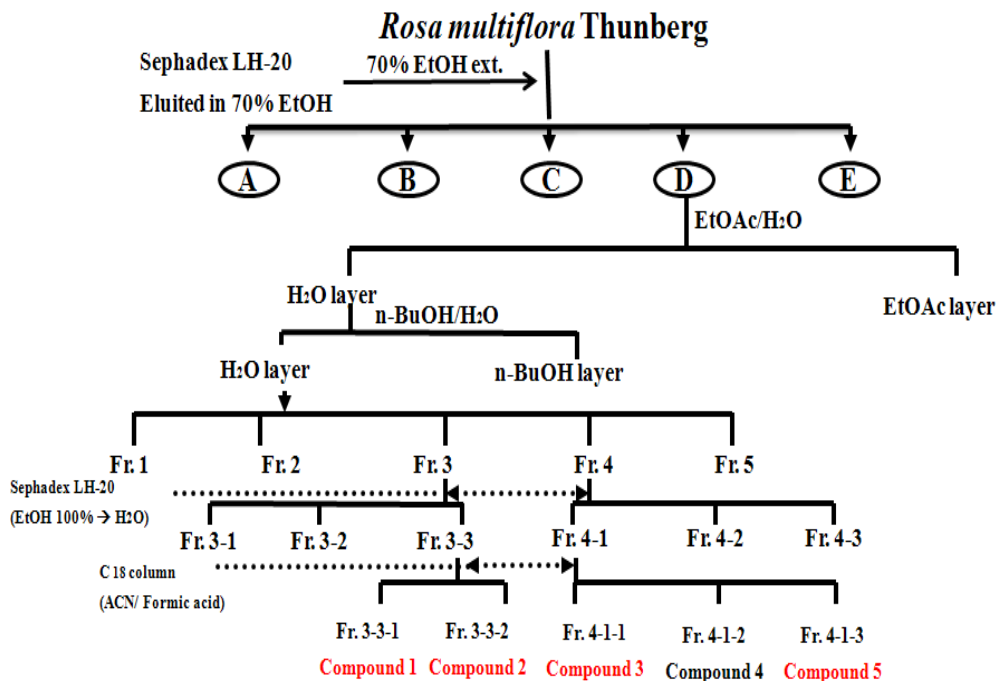 Rosa multiflora Thunberg
Sephadex LH-20
70% EtOH ext.
Eluited in 70% EtOH
A B C D E
EtOAc/H₂O
H₂O layer
EtOAc layer
n-BuOH/H₂O
H₂O layer
n-BuOH layer
Fr. 1 Fr. 2 Fr. 3 Fr. 4 Fr. 5
Sephadex LH-20
(EtOH 100% → H₂O)
Fr. 3-1 Fr. 3-2 Fr. 3-3 Fr. 4-1 Fr. 4-2 Fr. 4-3
C 18 column
(ACN/ Formic acid)
Fr. 3-3-1 Fr. 3-3-2 Fr. 4-1-1 Fr. 4-1-2 Fr. 4-1-3
Compound 1 Compound 2 Compound 3 Compound 4 Compound 5